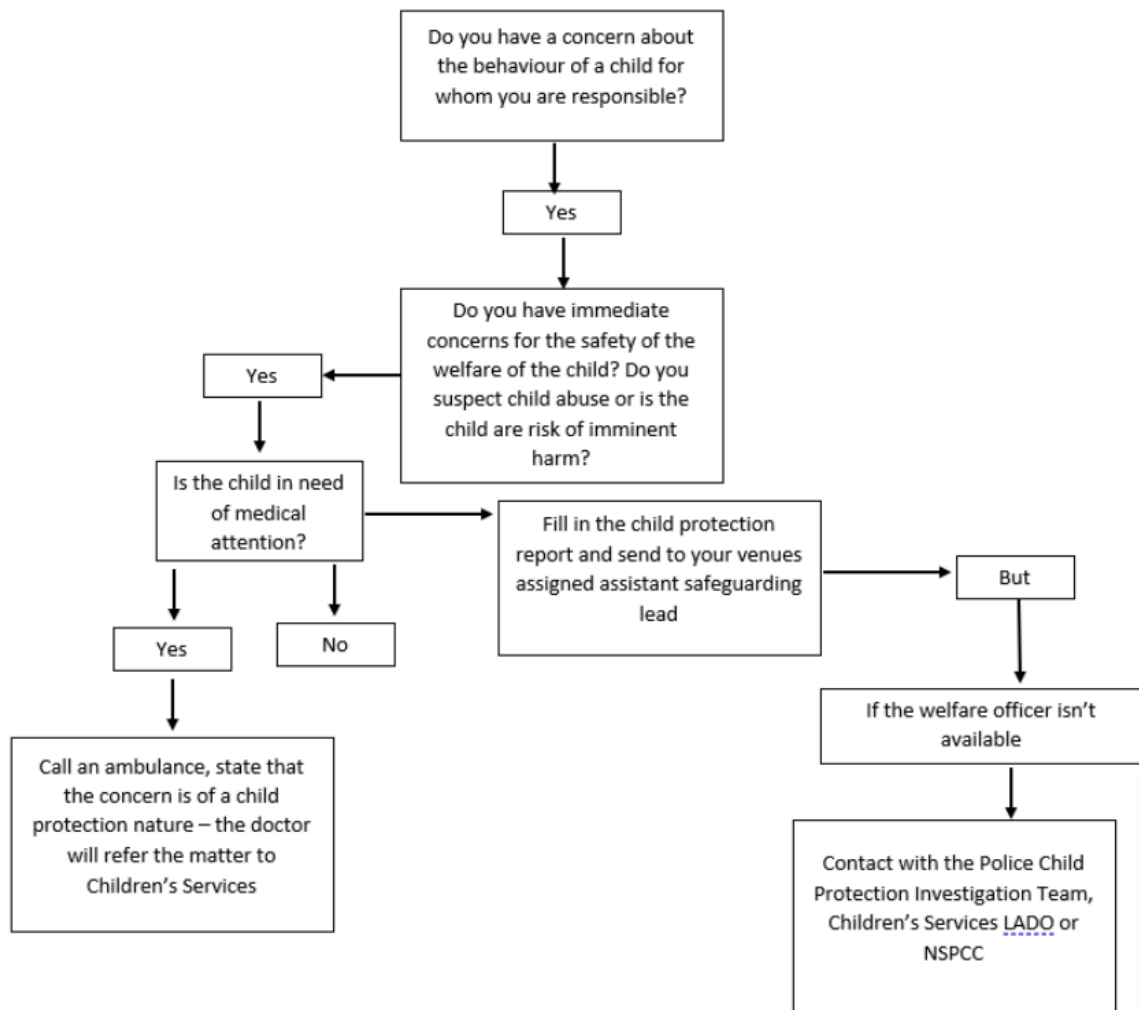 Do you have a concern about
the behaviour of a child for
whom you are responsible?
Yes
Do you have immediate
concerns for the safety of the
welfare of the child? Do you
suspect child abuse or is the
child are risk of imminent
harm?
Yes
Is the child in need
of medical
attention?
Fill in the child protection
report and send to your venues
assigned assistant safeguarding
lead
But
Yes
No
If the welfare officer isn’t
available
Call an ambulance, state that
the concern is of a child
protection nature – the doctor
will refer the matter to
Children’s Services
Contact with the Police Child
Protection Investigation Team,
Children’s Services LADO or
NSPCC